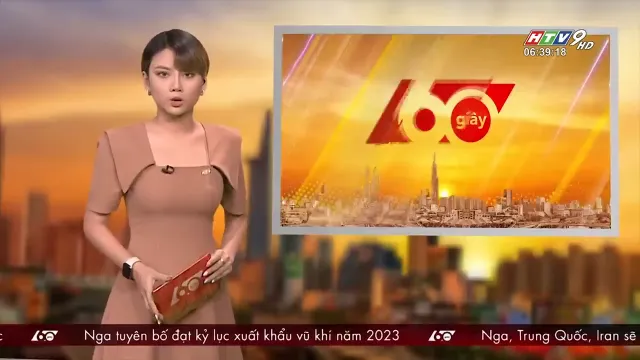 HTV9 HD
06:39:18
60 giây
60
Nga tuyên bố đạt kỷ lục xuất khẩu vũ khí năm 2023
60
Nga, Trung Quốc, Iran sẽ